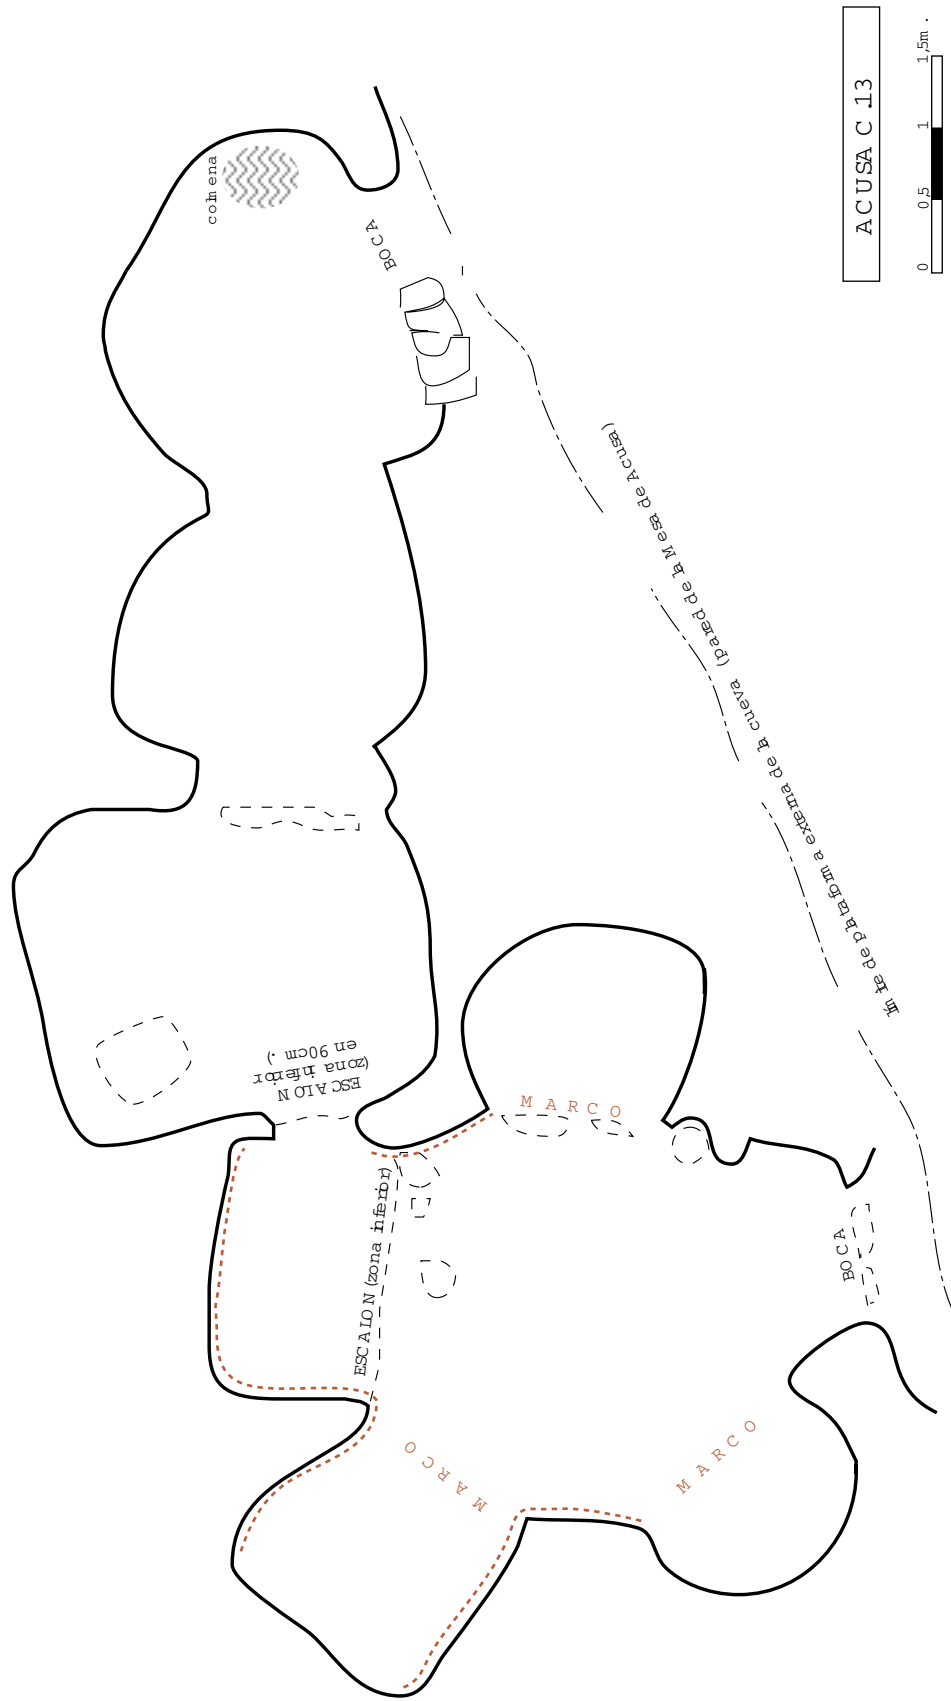 ACUSA C.13
0 0,5 1 1,5m.
colmena
BOCA
límite de plataforma externa de la cueva (pared de la Mesa de Acusa)
ESCALON
(zona inferior
en 90cm.)
MARCO
ESCALON (zona inferior)
BOCA
MARCO
MARCO